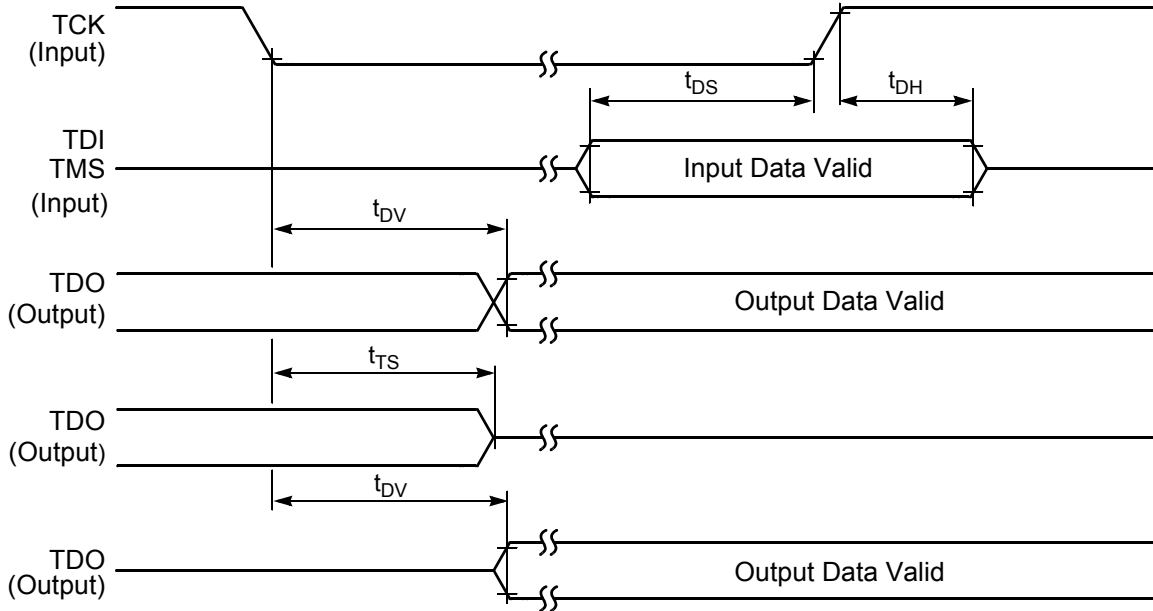 TCK
(Input)
tDS
tDH
TDI
TMS
(Input)
Input Data Valid
tDV
TDO
(Output)
Output Data Valid
tTS
TDO
(Output)
tDV
TDO
(Output)
Output Data Valid